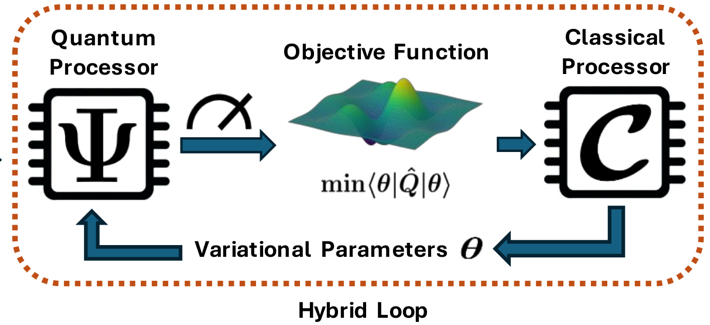 Quantum
Processor
Ψ
Objective Function
min⟨θ|Q̂|θ⟩
Classical
Processor
C
Variational Parameters θ
Hybrid Loop